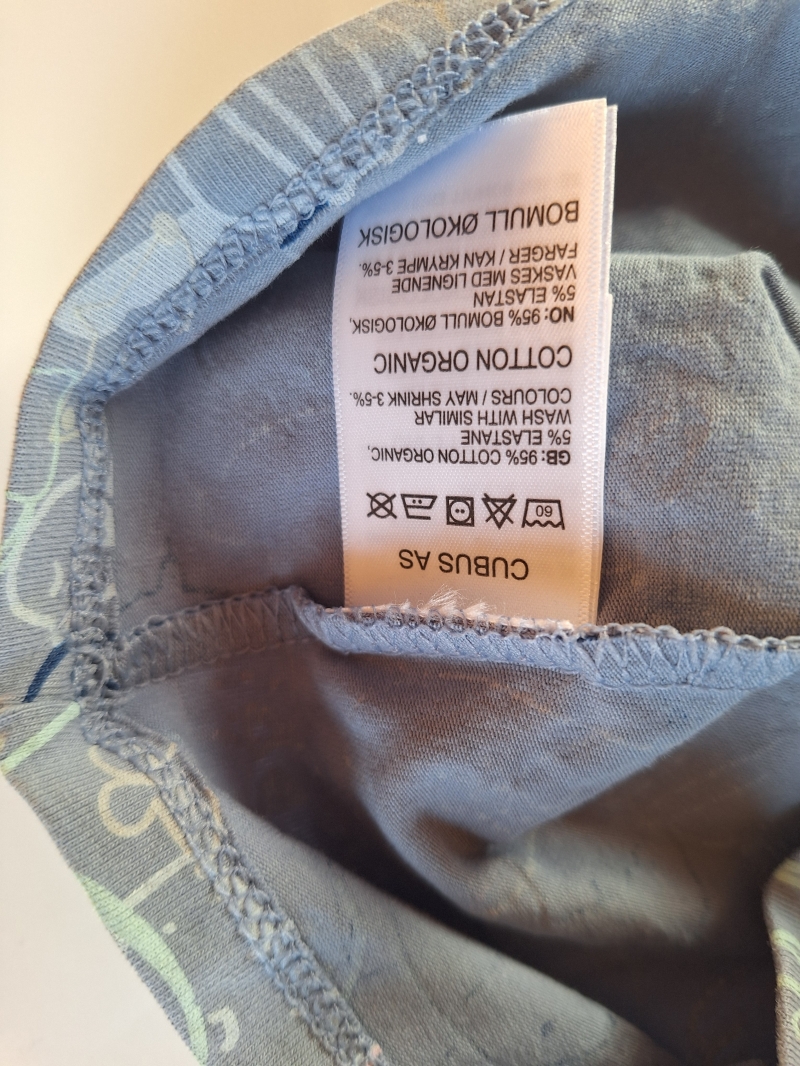 CUBUS AS
60
GB: 95% COTTON ORGANIC,
5% ELASTANE
WASH WITH SIMILAR
COLOURS / MAY SHRINK 3-5%.
COTTON ORGANIC
NO: 95% BOMULL ØKOLOGISK,
5% ELASTAN
VASKES MED LIGNENDE
FARGER / KAN KRYMPE 3-5%.
BOMULL ØKOLOGISK